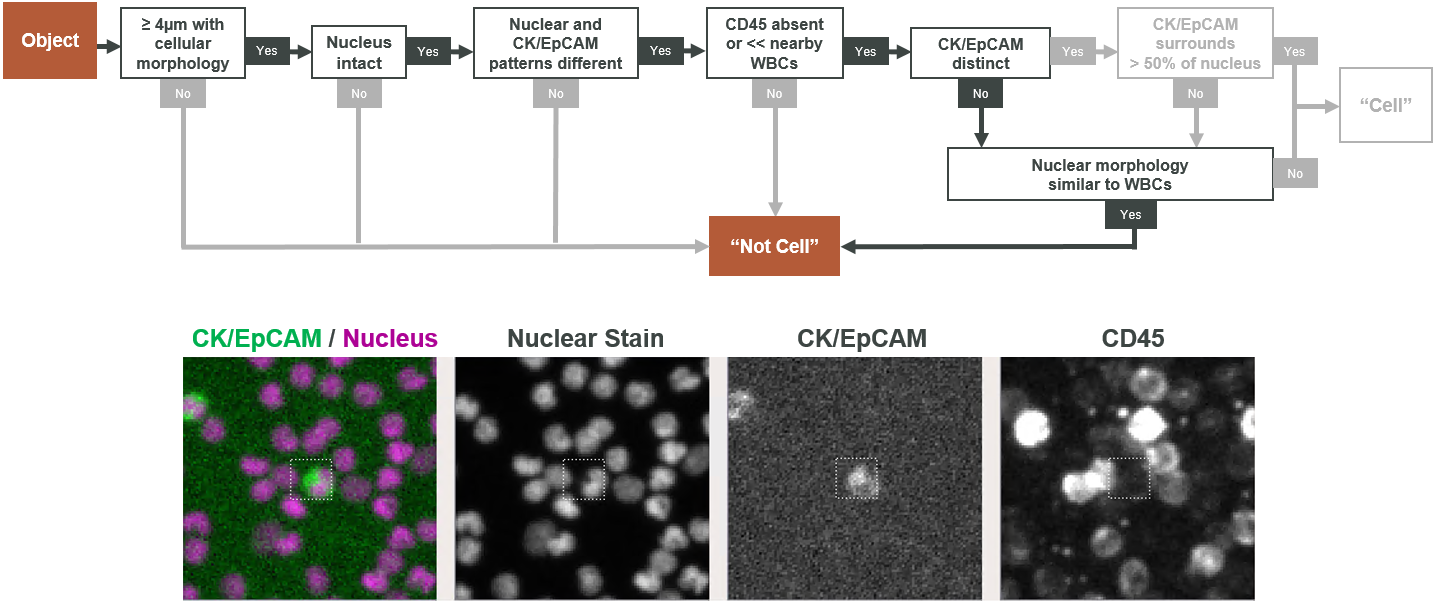 Object
≥ 4µm with
cellular
morphology
Yes
No
Nucleus
intact
Yes
No
Nuclear and
CK/EpCAM
patterns different
Yes
No
CD45 absent
or << nearby
WBCs
Yes
No
CK/EpCAM
distinct
Yes
No
CK/EpCAM
surrounds
> 50% of nucleus
Yes
No
“Cell”
Nuclear morphology
similar to WBCs
No
Yes
“Not Cell”
CK/EpCAM / Nucleus
Nuclear Stain
CK/EpCAM
CD45